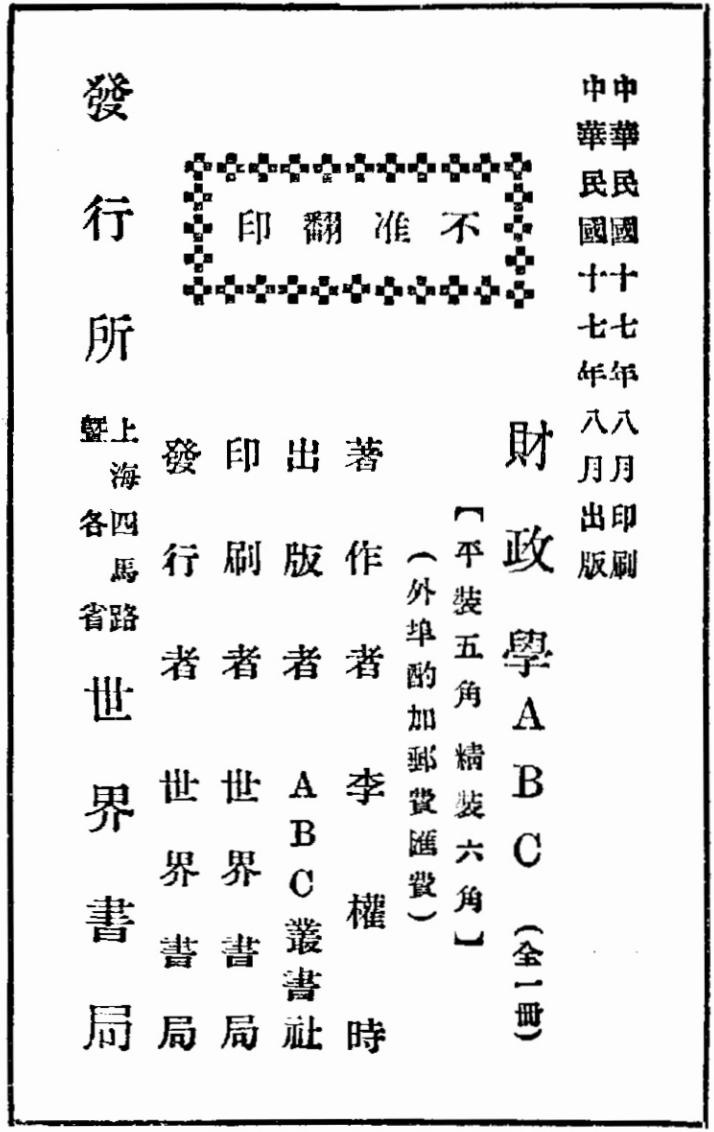 中華民國十七年八月印刷
中華民國十七年八月出版
不准翻印
財政學ABC（全一冊）
【平裝五角 精裝六角】
（外埠酌加郵費匯費）
著作者 李權時
出版者 ABC叢書社
印刷者 世界書局
發行者 世界書局
發行所 上海四馬路暨各省 世界書局